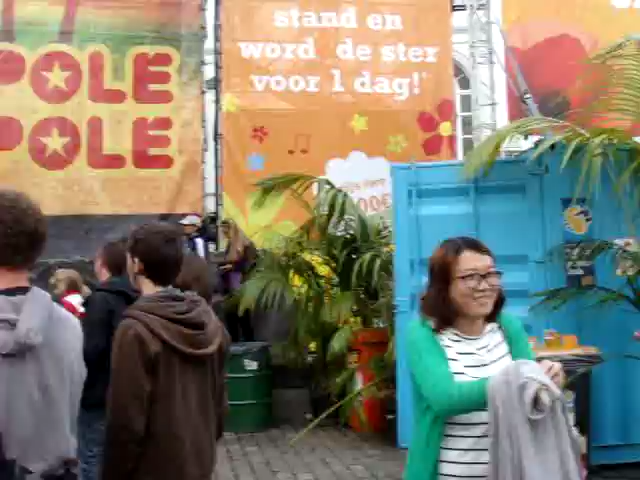 POLE
POLE
stand en
word de ster
voor 1 dag!